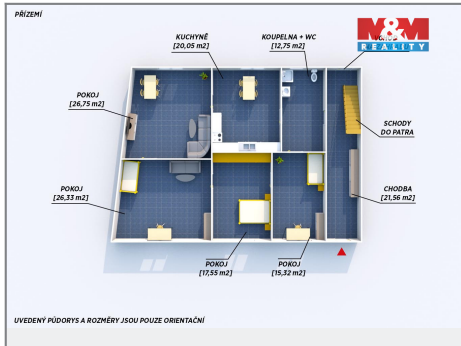 PŘÍZEMÍ
M&M
REALITY
KUCHYNĚ
[20,05 m2]
KOUPELNA + WC
[12,75 m2]
POKOJ
[26,75 m2]
SCHODY
DO PATRA
POKOJ
[26,33 m2]
CHODBA
[21,56 m2]
POKOJ
[17,55 m2]
POKOJ
[15,32 m2]
UVEDENÝ PŮDORYS A ROZMĚRY JSOU POUZE ORIENTAČNÍ